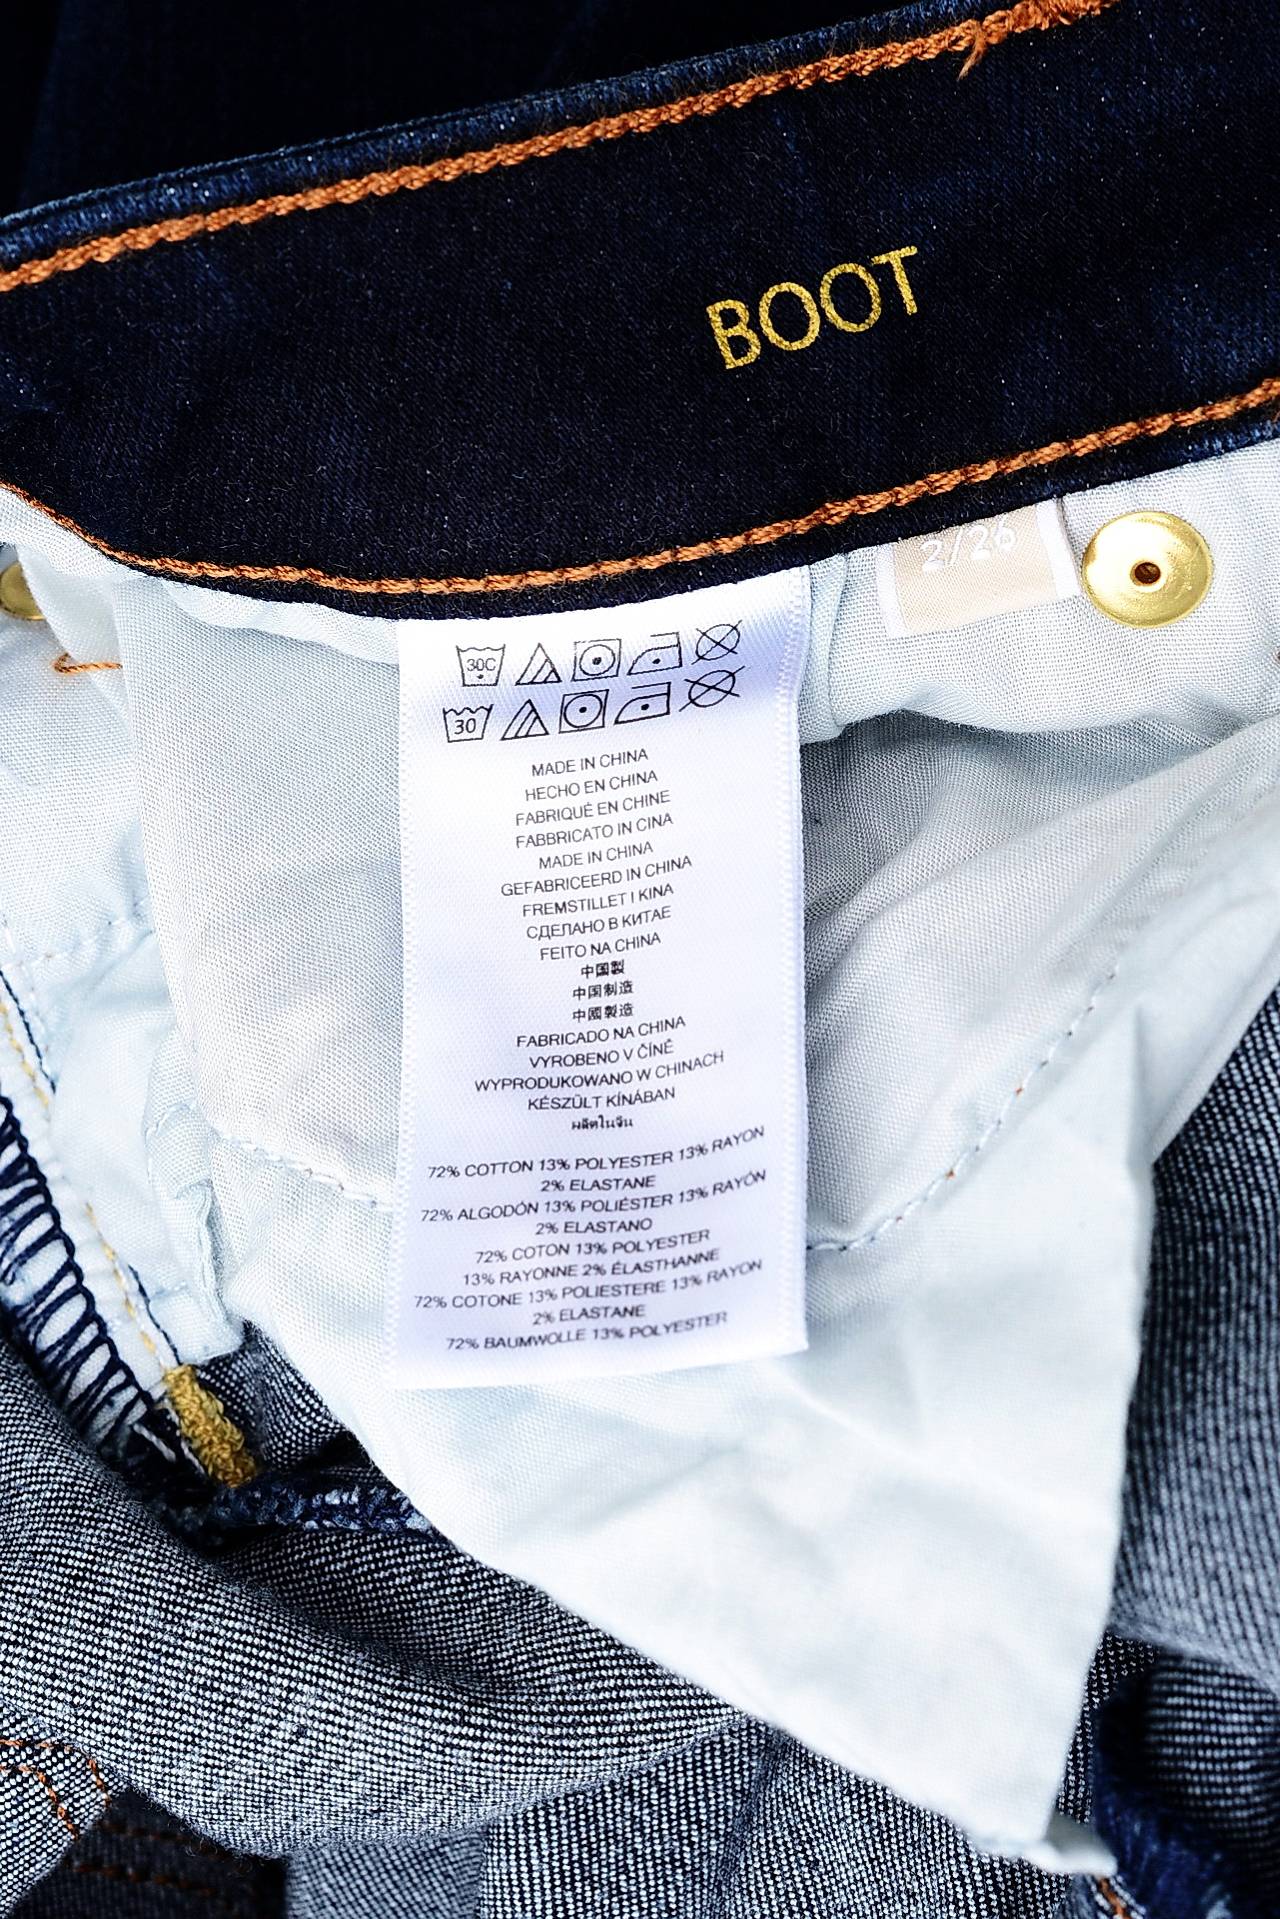 BOOT
2/26
30C
30
MADE IN CHINA
HECHO EN CHINA
FABRIQUÉ EN CHINE
FABBRICATO IN CINA
MADE IN CHINA
GEFABRICEERD IN CHINA
FREMSTILLET I KINA
СДЕЛАНО В КИТАЕ
FEITO NA CHINA
中国製
中国制造
中國製造
FABRICADO NA CHINA
VYROBENO V ČÍNĚ
WYPRODUKOWANO W CHINACH
KÉSZÜLT KÍNÁBAN
ผลิตในจีน
72% COTTON 13% POLYESTER 13% RAYON
2% ELASTANE
72% ALGODÓN 13% POLIÉSTER 13% RAYÓN
2% ELASTANO
72% COTON 13% POLYESTER
13% RAYONNE 2% ÉLASTHANNE
72% COTONE 13% POLIESTERE 13% RAYON
2% ELASTANE
72% BAUMWOLLE 13% POLYESTER